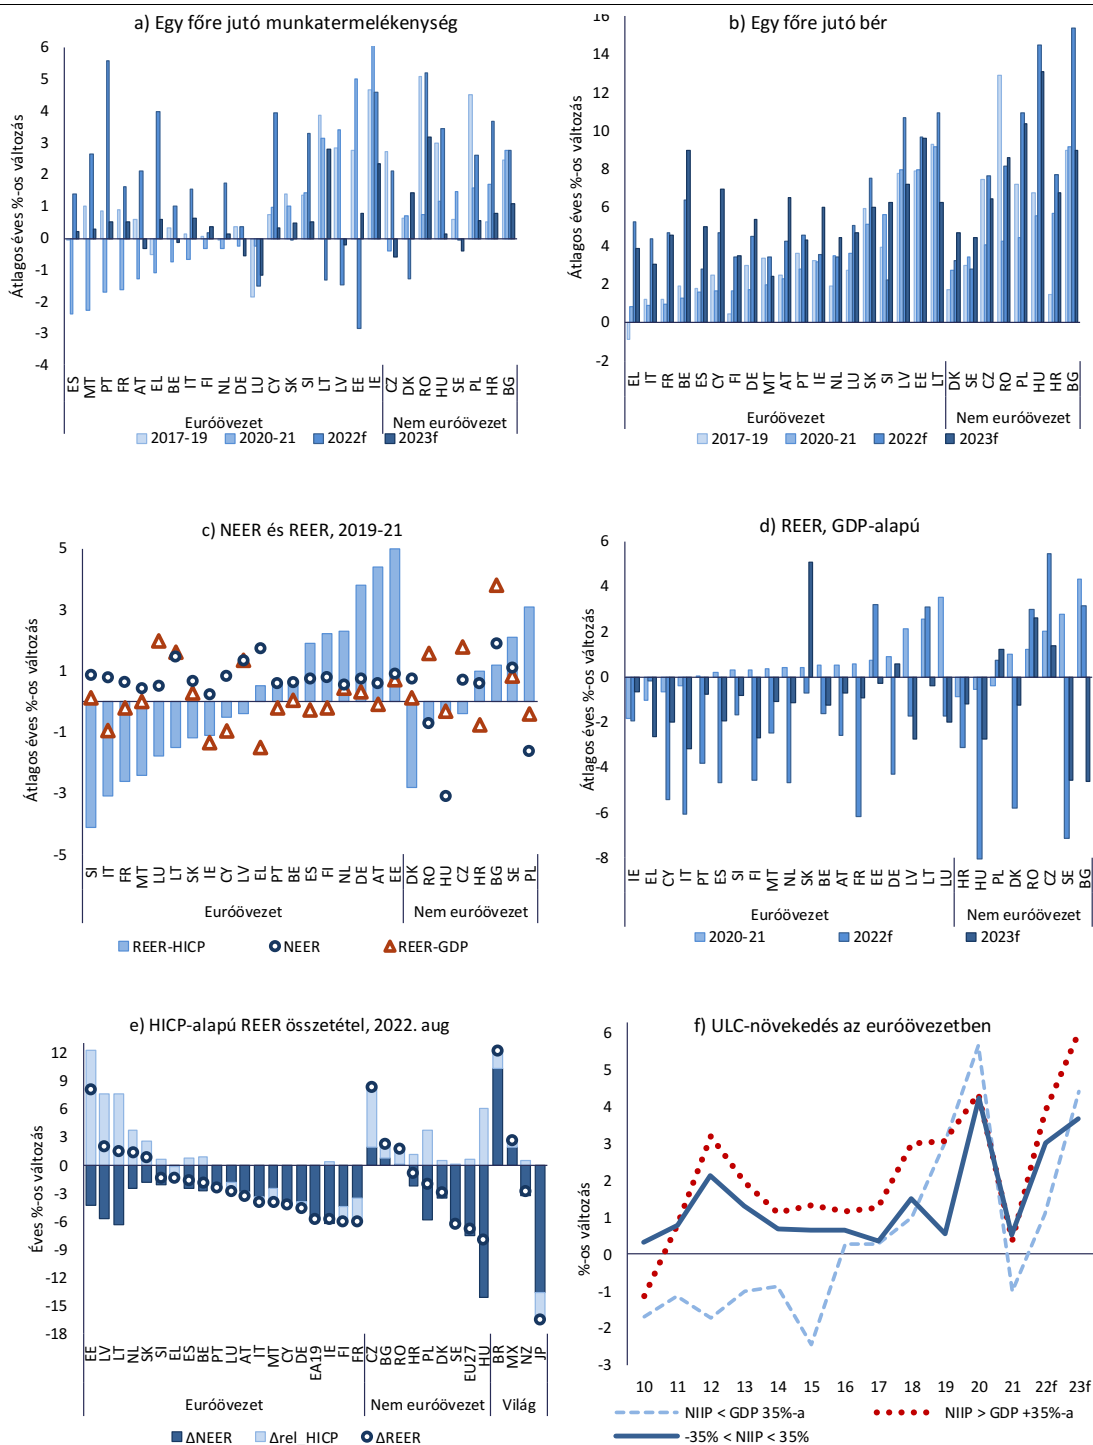 a) Egy főre jutó munkatermelékenység
Átlagos éves %-os változás
6
5
4
3
2
1
0
-1
-2
-3
-4
ES MT PT FR AT EL BE IT FI NL DE LU CY SK SI LT LV EE IE CZ DK RO HU SE PL HR BG
Euróövezet Nem euróövezet
2017-19 2020-21 2022f 2023f
b) Egy főre jutó bér
Átlagos éves %-os változás
16
14
12
10
8
6
4
2
0
-2
EL IT FR BE ES CY FI DE MT AT PT IE NL LU SK SI LV EE LT DK SE CZ RO PL HU HR BG
Euróövezet Nem euróövezet
2017-19 2020-21 2022f 2023f
c) NEER és REER, 2019-21
Átlagos éves %-os változás
5
3
1
-1
-3
-5
SI IT FR MT LU LT SK IE CY LV EL PT BE ES FI NL DE AT EE DK RO HU CZ HR BG SE PL
Euróövezet Nem euróövezet
REER-HICP NEER REER-GDP
d) REER, GDP-alapú
Átlagos éves %-os változás
6
4
2
0
-2
-4
-6
-8
IE EL CY IT PT ES SI FI MT NL SK BE AT FR EE DE LV LT LU HR HU PL DK RO CZ SE BG
Euróövezet Nem euróövezet
2020-21 2022f 2023f
e) HICP-alapú REER összetétel, 2022. aug
Éves %-os változás
12
9
6
3
0
-3
-6
-9
-12
-15
-18
EE LV LT NL SK SI EL ES BE PT LU AT IT MT CY DE EA19 IE FI FR CZ BG RO HR PL DK SE EU27 HU BR MX NZ JP
Euróövezet Nem euróövezet Világ
ΔNEER Δrel_HICP ΔREER
f) ULC-növekedés az euróövezetben
%-os változás
6
5
4
3
2
1
0
-1
-2
-3
10 11 12 13 14 15 16 17 18 19 20 21 22f 23f
NIIP < GDP 35%-a NIIP > GDP +35%-a
-35% < NIIP < 35%